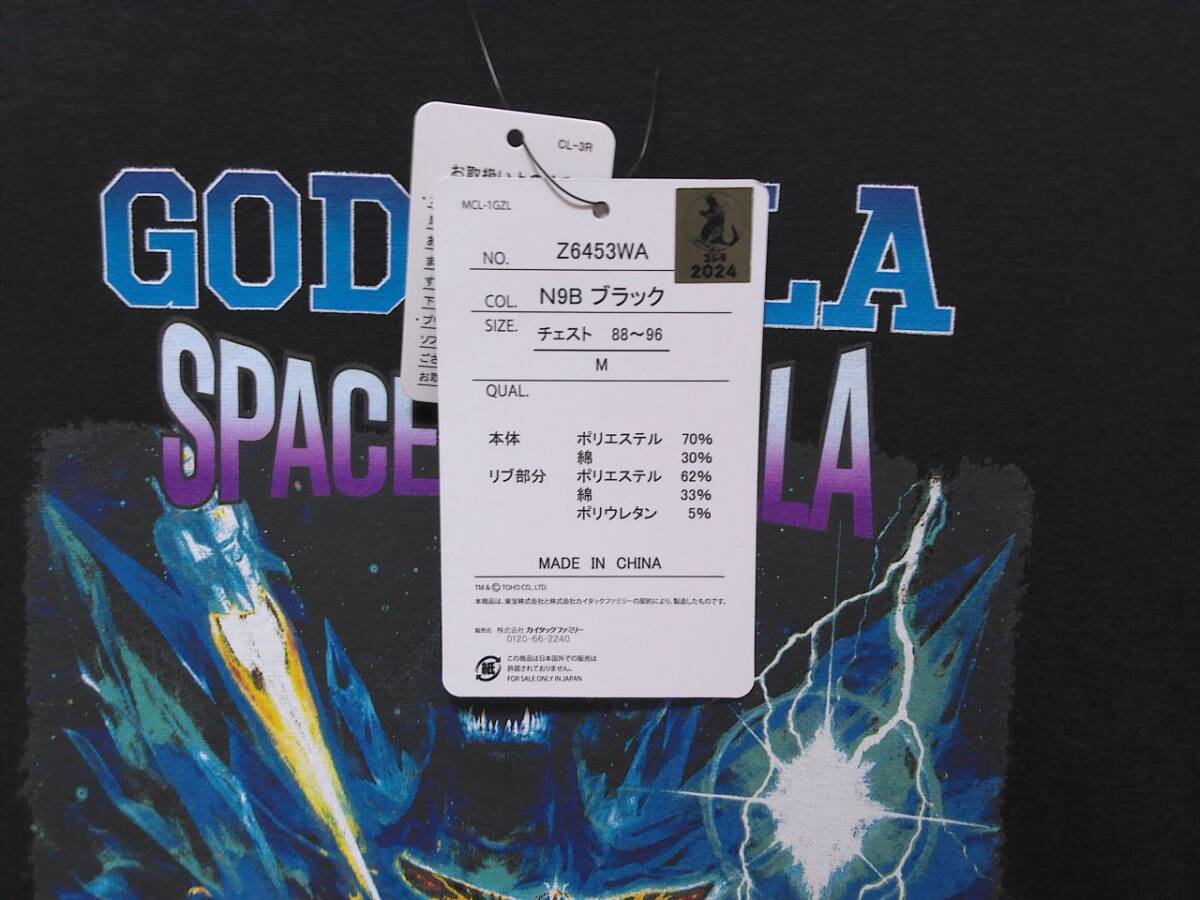 CL-3R
お取扱い上の
GOD
LA
SPACE
LA
MCL-1GZL
ゴジラ
2024
NO. Z6453WA
COL. N9B ブラック
SIZE. チェスト 88～96
M
QUAL.
本体 ポリエステル 70%
綿 30%
リブ部分 ポリエステル 62%
綿 33%
ポリウレタン 5%
MADE IN CHINA
TM & © TOHO CO., LTD.
本商品は、東宝株式会社と株式会社カイタックファミリーの契約により、製造したものです。
販売元 株式会社 カイタックファミリー
0120-66-2240
紙
この商品は日本国外での販売は
許諾されておりません。
FOR SALE ONLY IN JAPAN